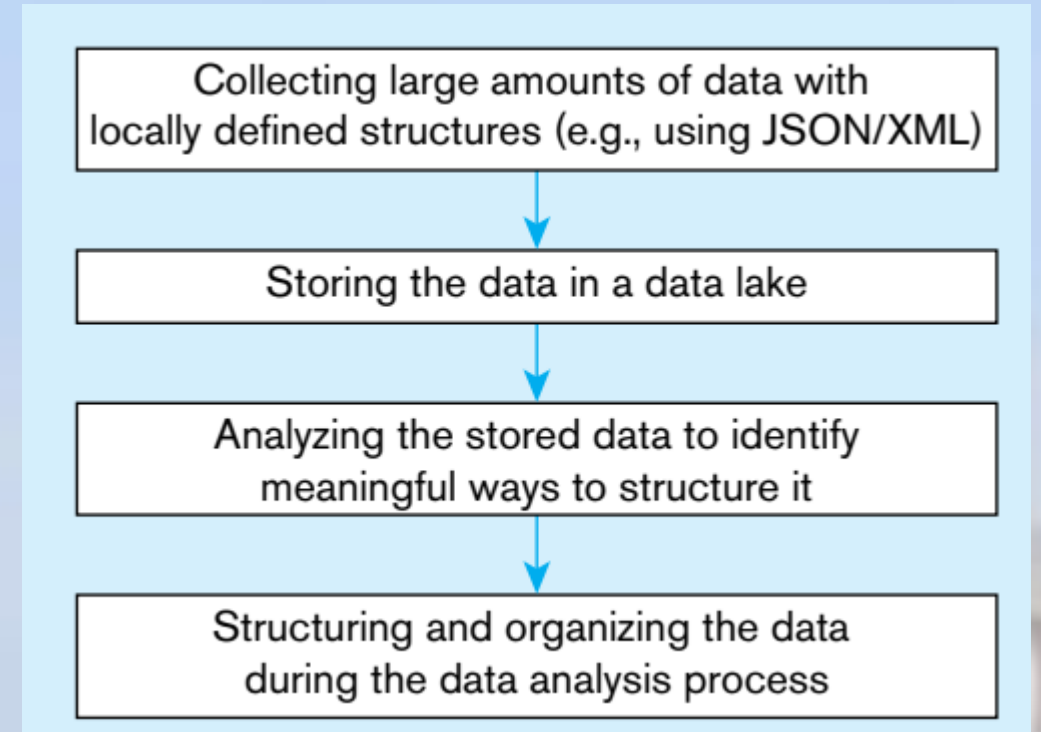 Collecting large amounts of data with
locally defined structures (e.g., using JSON/XML)
Storing the data in a data lake
Analyzing the stored data to identify
meaningful ways to structure it
Structuring and organizing the data
during the data analysis process